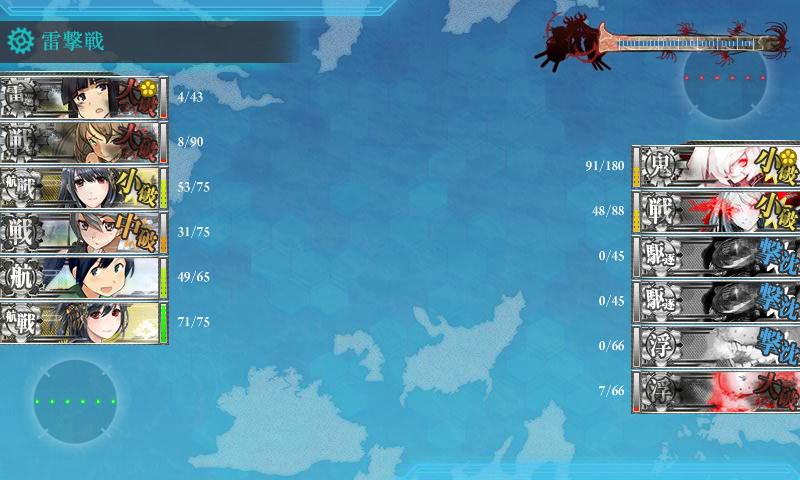 雷撃戦
雷 大破 4/43
戦 大破 8/90
航戦 小破 53/75
戦 中破 31/75
航 49/65
航戦 71/75
91/180 鬼 小破
48/88 戦 小破
0/45 駆逐 撃沈
0/45 駆逐 撃沈
0/66 浮 撃沈
7/66 浮 大破